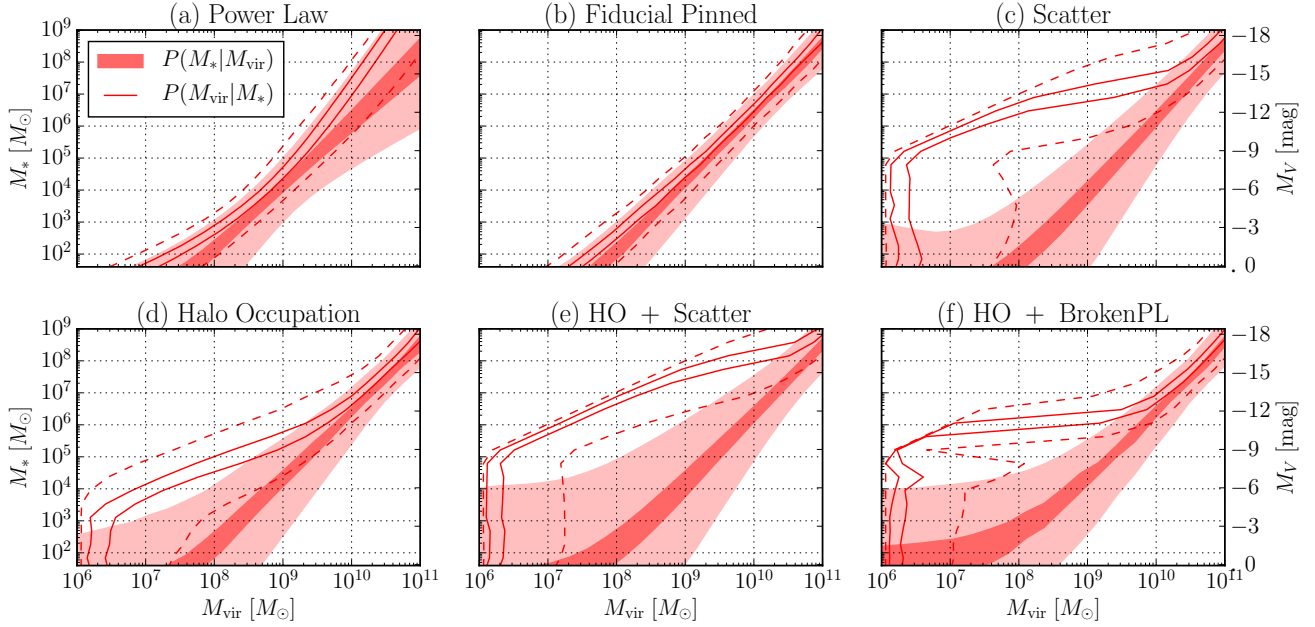 (a) Power Law
(b) Fiducial Pinned
(c) Scatter
10⁹
10⁸
10⁷
10⁶
10⁵
10⁴
10³
10²
M* [M⊙]
P(M*|Mvir)
P(Mvir|M*)
−18
−15
−12
−9
−6
−3
0
MV [mag]
(d) Halo Occupation
(e) HO + Scatter
(f) HO + BrokenPL
10⁹
10⁸
10⁷
10⁶
10⁵
10⁴
10³
10²
M* [M⊙]
−18
−15
−12
−9
−6
−3
0
MV [mag]
10⁶ 10⁷ 10⁸ 10⁹ 10¹⁰ 10¹¹
10⁶ 10⁷ 10⁸ 10⁹ 10¹⁰ 10¹¹
10⁶ 10⁷ 10⁸ 10⁹ 10¹⁰ 10¹¹
Mvir [M⊙]
Mvir [M⊙]
Mvir [M⊙]